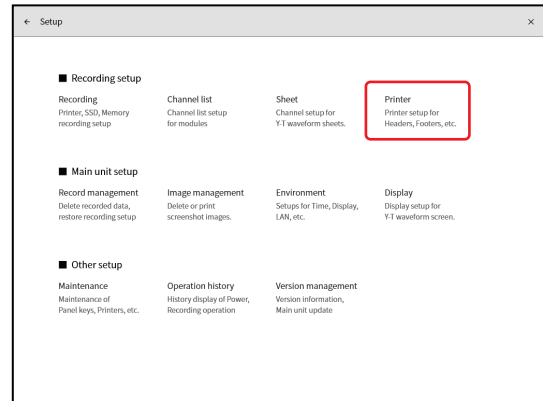 ← Setup ×
■ Recording setup
Recording
Printer, SSD, Memory
recording setup
Channel list
Channel list setup
for modules
Sheet
Channel setup for
Y-T waveform sheets.
Printer
Printer setup for
Headers, Footers, etc.
■ Main unit setup
Record management
Delete recorded data,
restore recording setup
Image management
Delete or print
screenshot images.
Environment
Setups for Time, Display,
LAN, etc.
Display
Display setup for
Y-T waveform screen.
■ Other setup
Maintenance
Maintenance of
Panel keys, Printers, etc.
Operation history
History display of Power,
Recording operation
Version management
Version information,
Main unit update